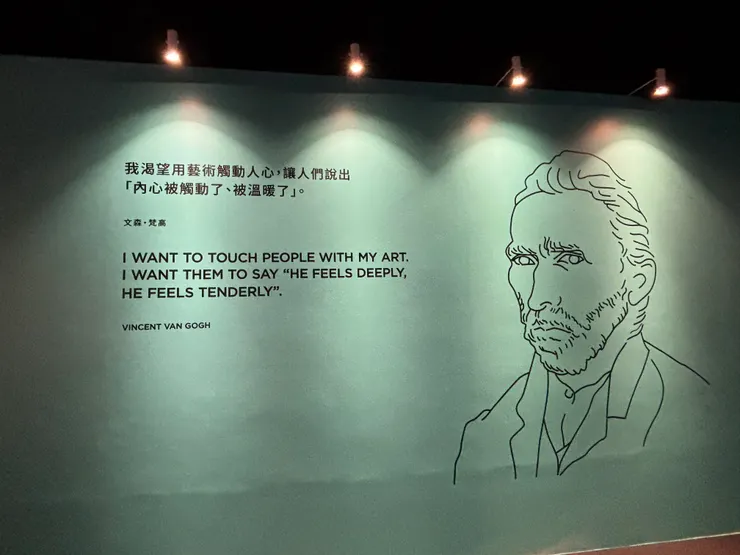 我渴望用藝術觸動人心，讓人們說出
「內心被觸動了、被溫暖了」。
文森・梵高
I WANT TO TOUCH PEOPLE WITH MY ART.
I WANT THEM TO SAY “HE FEELS DEEPLY,
HE FEELS TENDERLY”.
VINCENT VAN GOGH